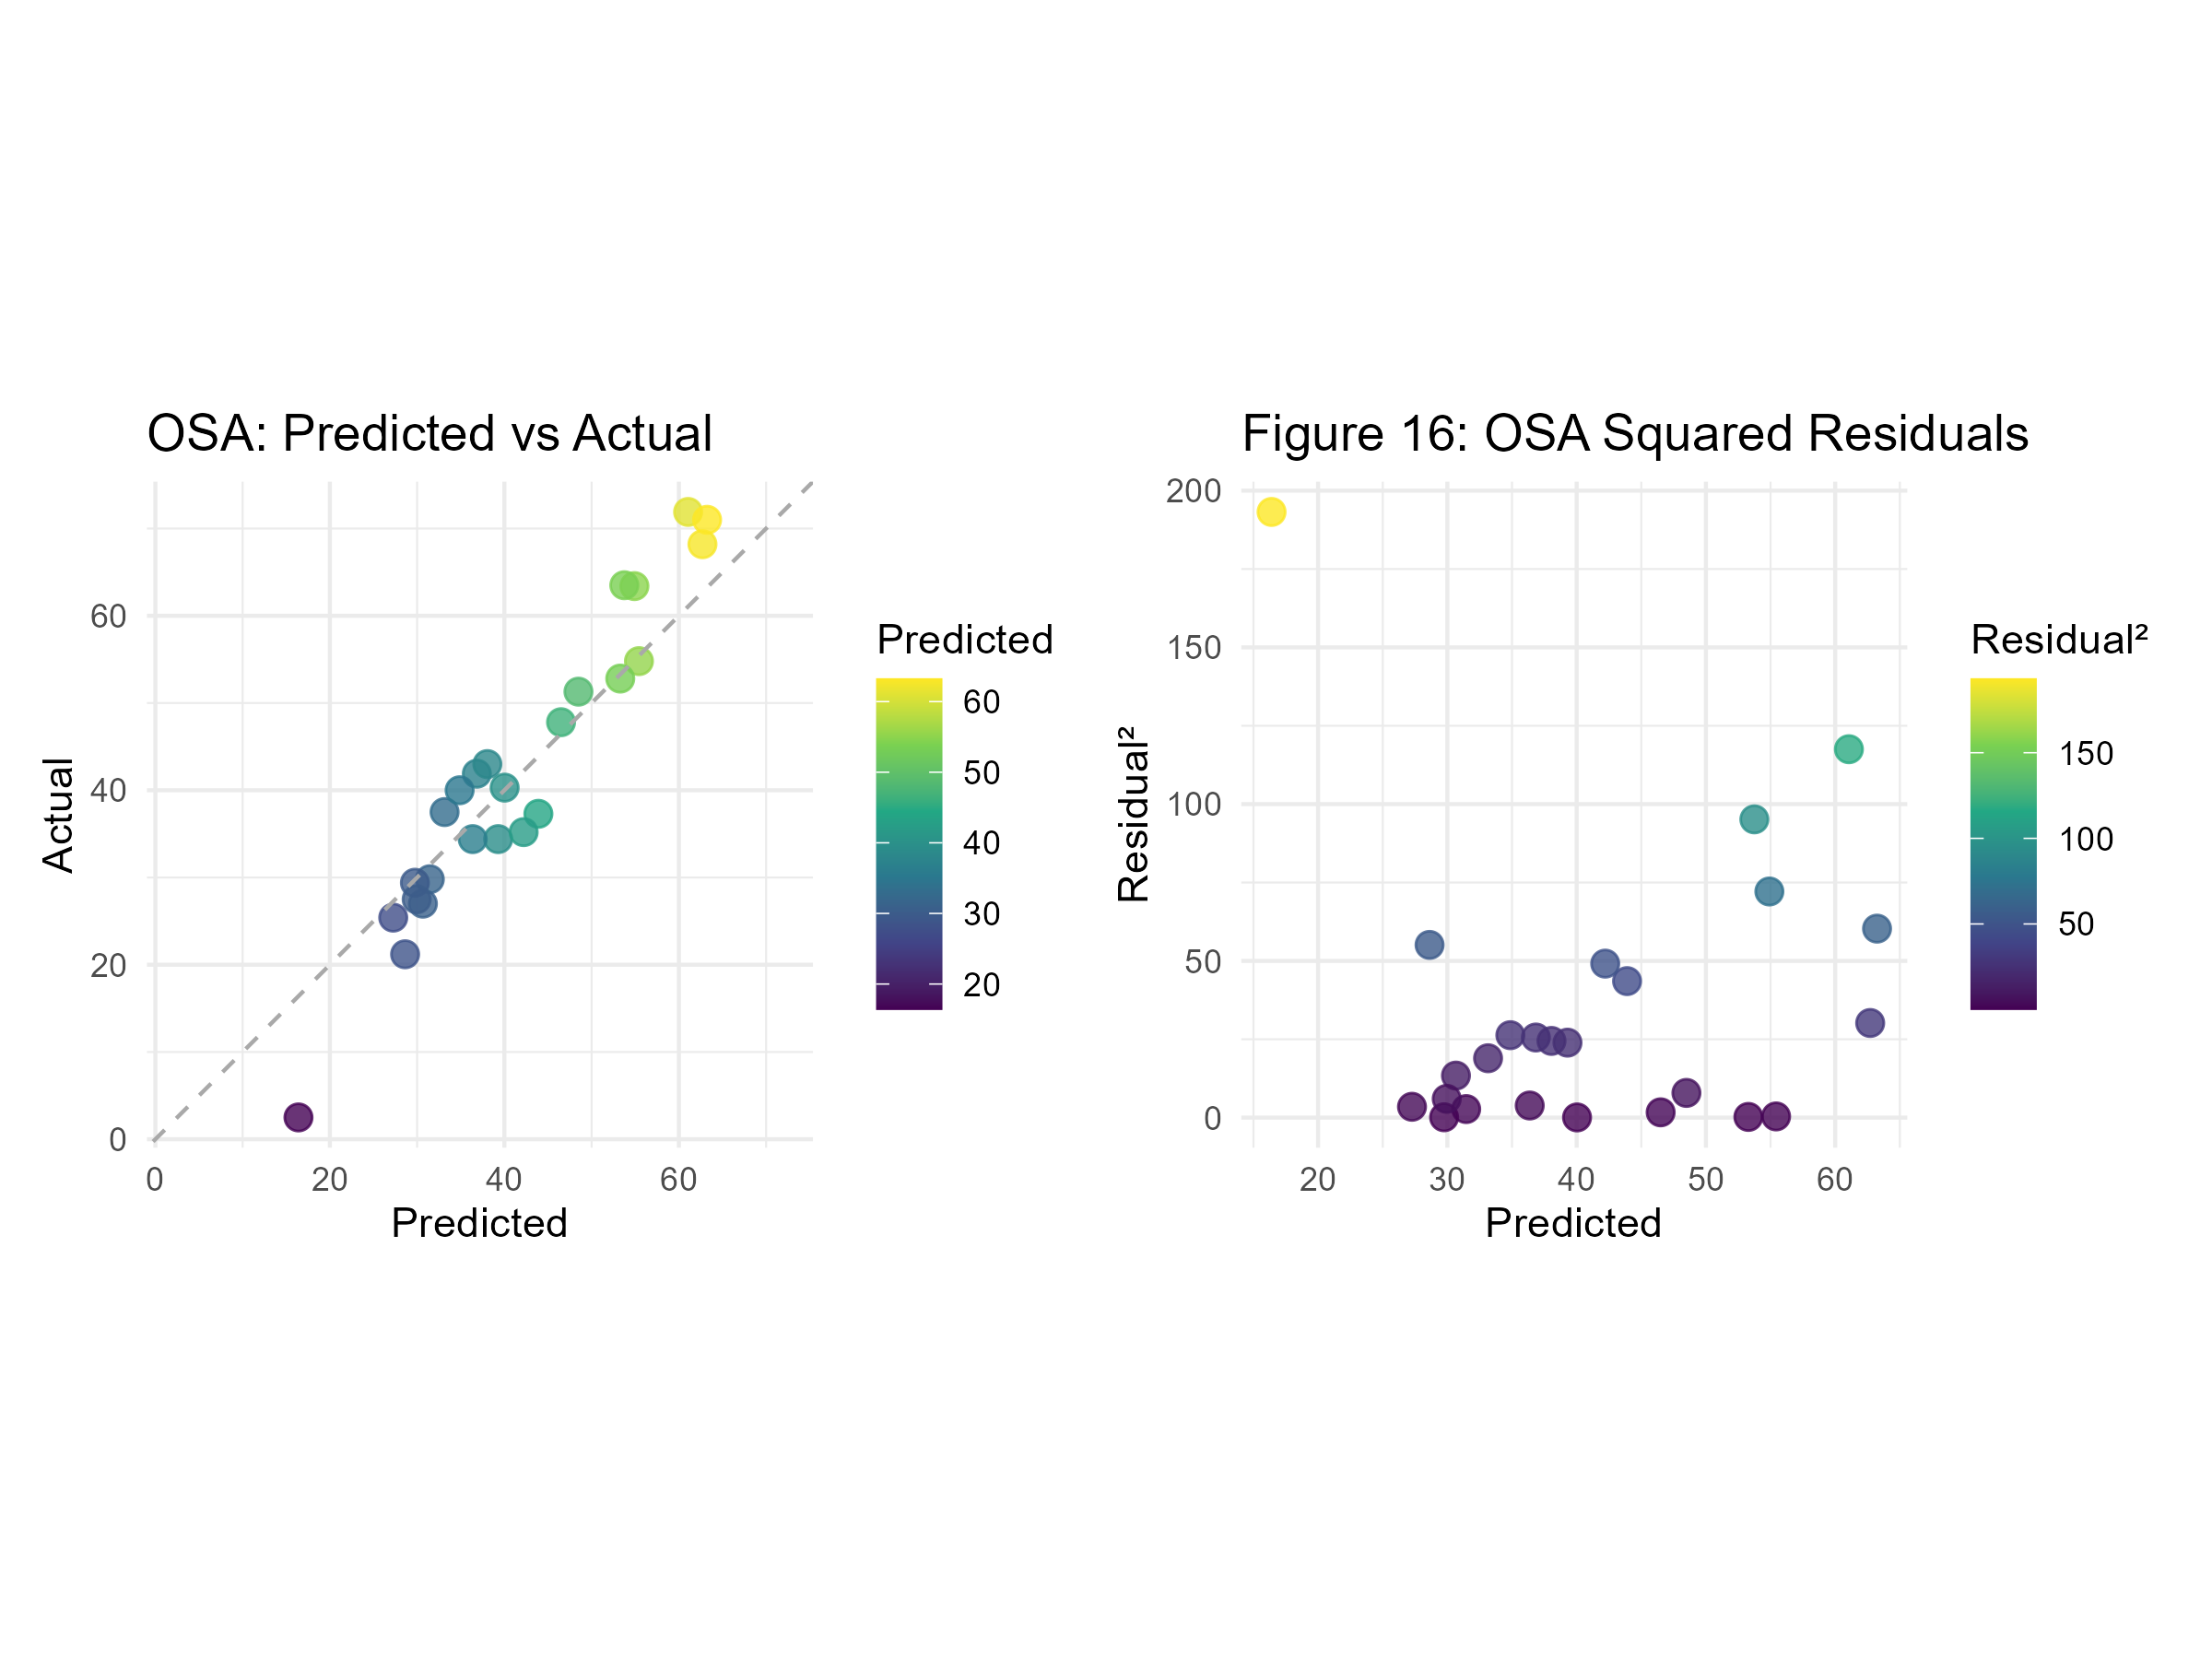 OSA: Predicted vs Actual
60
40
20
0
0 20 40 60
Actual
Predicted
Predicted
60
50
40
30
20
Figure 16: OSA Squared Residuals
200
150
100
50
0
20 30 40 50 60
Residual²
Predicted
Residual²
150
100
50